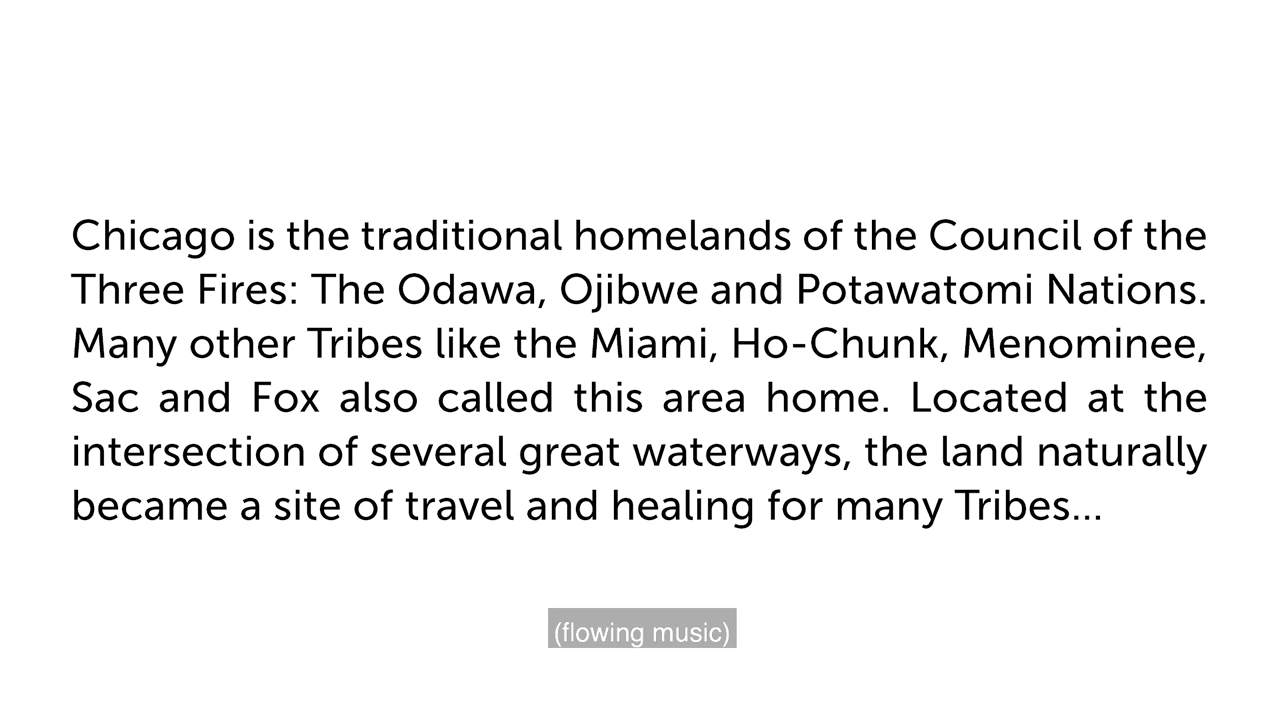 Chicago is the traditional homelands of the Council of the
Three Fires: The Odawa, Ojibwe and Potawatomi Nations.
Many other Tribes like the Miami, Ho-Chunk, Menominee,
Sac and Fox also called this area home. Located at the
intersection of several great waterways, the land naturally
became a site of travel and healing for many Tribes...
(flowing music)